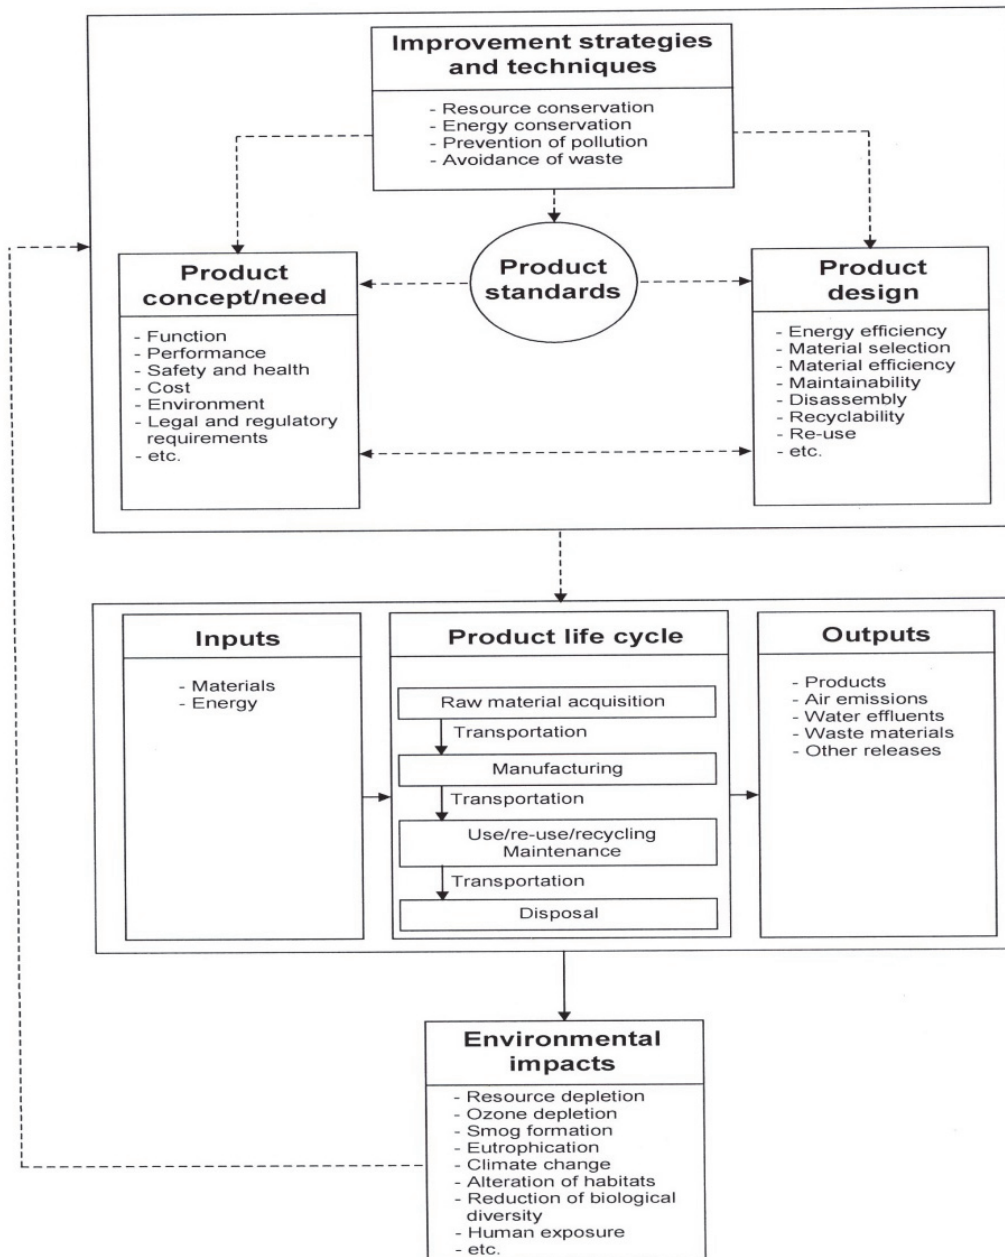 Improvement strategies
and techniques
- Resource conservation
- Energy conservation
- Prevention of pollution
- Avoidance of waste
Product
concept/need
- Function
- Performance
- Safety and health
- Cost
- Environment
- Legal and regulatory
requirements
- etc.
Product
standards
Product
design
- Energy efficiency
- Material selection
- Material efficiency
- Maintainability
- Disassembly
- Recyclability
- Re-use
- etc.
Inputs
- Materials
- Energy
Product life cycle
Raw material acquisition
Transportation
Manufacturing
Transportation
Use/re-use/recycling
Maintenance
Transportation
Disposal
Outputs
- Products
- Air emissions
- Water effluents
- Waste materials
- Other releases
Environmental
impacts
- Resource depletion
- Ozone depletion
- Smog formation
- Eutrophication
- Climate change
- Alteration of habitats
- Reduction of biological
diversity
- Human exposure
- etc.